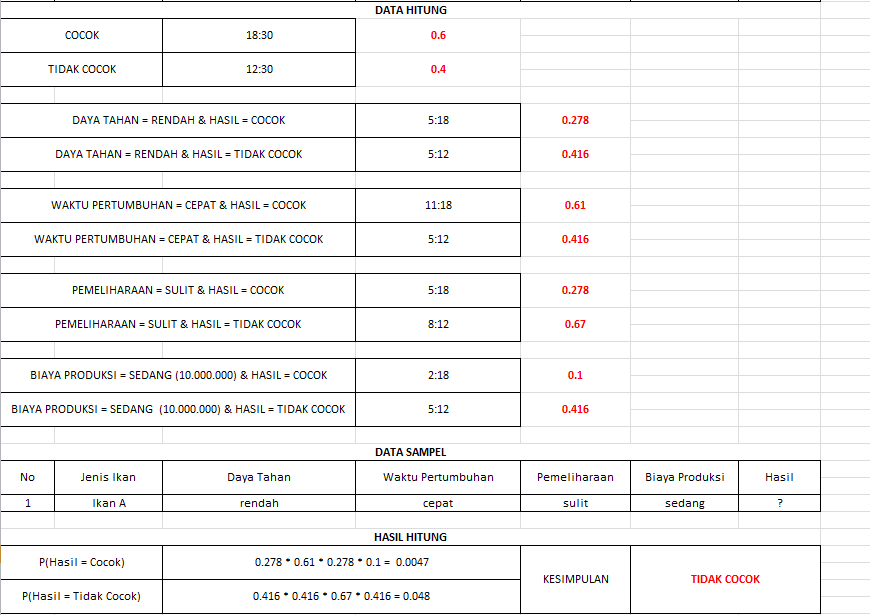 DATA HITUNG
COCOK 18:30 0.6
TIDAK COCOK 12:30 0.4
DAYA TAHAN = RENDAH & HASIL = COCOK 5:18 0.278
DAYA TAHAN = RENDAH & HASIL = TIDAK COCOK 5:12 0.416
WAKTU PERTUMBUHAN = CEPAT & HASIL = COCOK 11:18 0.61
WAKTU PERTUMBUHAN = CEPAT & HASIL = TIDAK COCOK 5:12 0.416
PEMELIHARAAN = SULIT & HASIL = COCOK 5:18 0.278
PEMELIHARAAN = SULIT & HASIL = TIDAK COCOK 8:12 0.67
BIAYA PRODUKSI = SEDANG (10.000.000) & HASIL = COCOK 2:18 0.1
BIAYA PRODUKSI = SEDANG (10.000.000) & HASIL = TIDAK COCOK 5:12 0.416
DATA SAMPEL
No Jenis Ikan Daya Tahan Waktu Pertumbuhan Pemeliharaan Biaya Produksi Hasil
1 Ikan A rendah cepat sulit sedang ?
HASIL HITUNG
P(Hasil = Cocok) 0.278 * 0.61 * 0.278 * 0.1 = 0.0047
KESIMPULAN TIDAK COCOK
P(Hasil = Tidak Cocok) 0.416 * 0.416 * 0.67 * 0.416 = 0.048